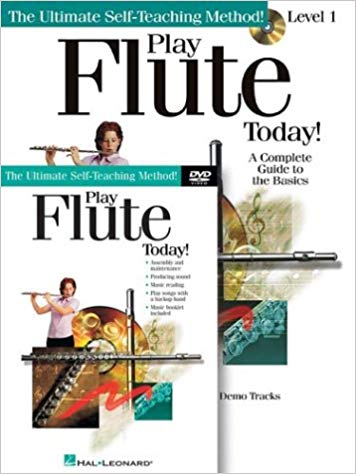 The Ultimate Self-Teaching Method!
Level 1
Play
Flute
Today!
A Complete
Guide to
the Basics
The Ultimate Self-Teaching Method!
DVD
VIDEO
Play
Flute
Today!
• Assembly and
maintenance
• Producing sound
• Music reading
• Play songs with
a backup band
• Music booklet
included
Demo Tracks
HAL•LEONARD®